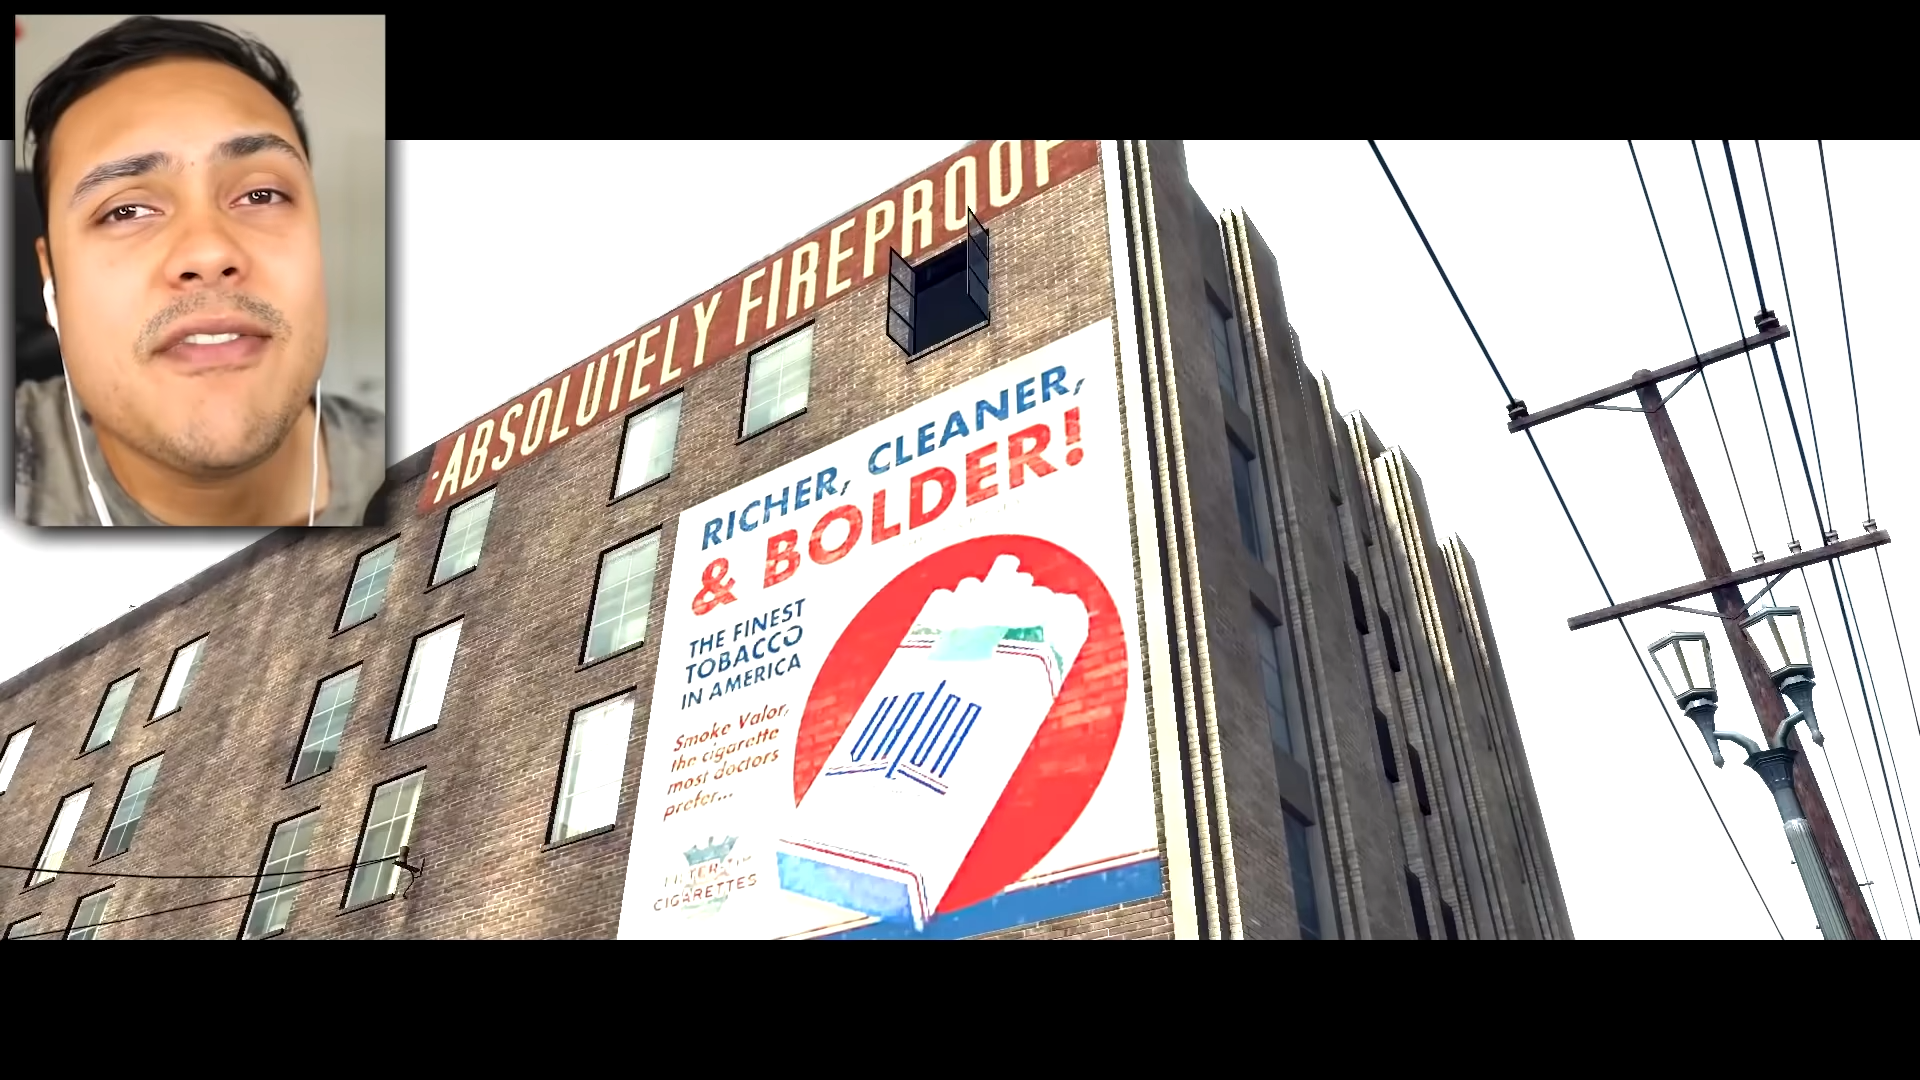 ·ABSOLUTELY FIREPROOF
RICHER, CLEANER,
& BOLDER!
THE FINEST
TOBACCO
IN AMERICA
Smoke Valor,
the cigarette
most doctors
prefer...
CIGARETTES